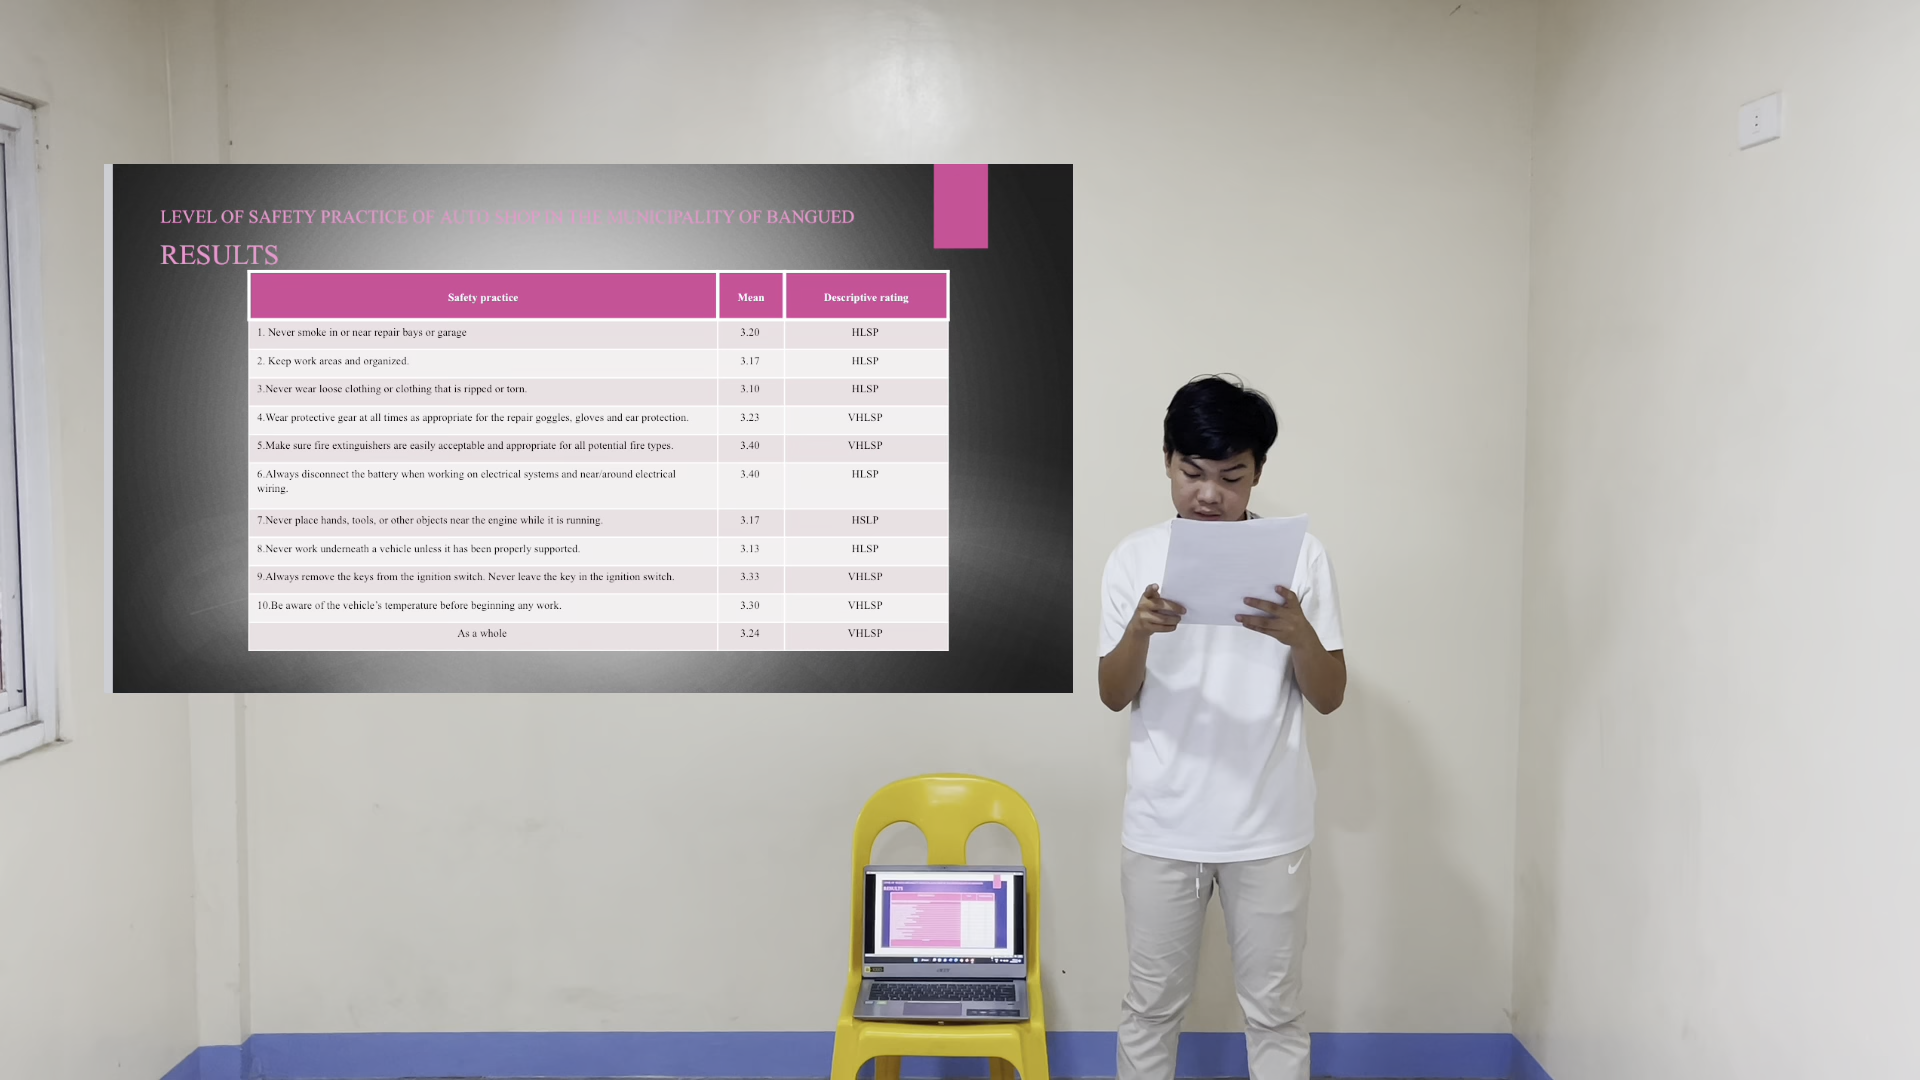 LEVEL OF SAFETY PRACTICE OF AUTO SHOP IN THE MUNICIPALITY OF BANGUED
RESULTS
Safety practice Mean Descriptive rating
1. Never smoke in or near repair bays or garage 3.20 HLSP
2. Keep work areas and organized. 3.17 HLSP
3.Never wear loose clothing or clothing that is ripped or torn. 3.10 HLSP
4.Wear protective gear at all times as appropriate for the repair goggles, gloves and ear protection. 3.23 VHLSP
5.Make sure fire extinguishers are easily acceptable and appropriate for all potential fire types. 3.40 VHLSP
6.Always disconnect the battery when working on electrical systems and near/around electrical 3.40 HLSP
wiring.
7.Never place hands, tools, or other objects near the engine while it is running. 3.17 HSLP
8.Never work underneath a vehicle unless it has been properly supported. 3.13 HLSP
9.Always remove the keys from the ignition switch. Never leave the key in the ignition switch. 3.33 VHLSP
10.Be aware of the vehicle's temperature before beginning any work. 3.30 VHLSP
As a whole 3.24 VHLSP
RESULTS
acer